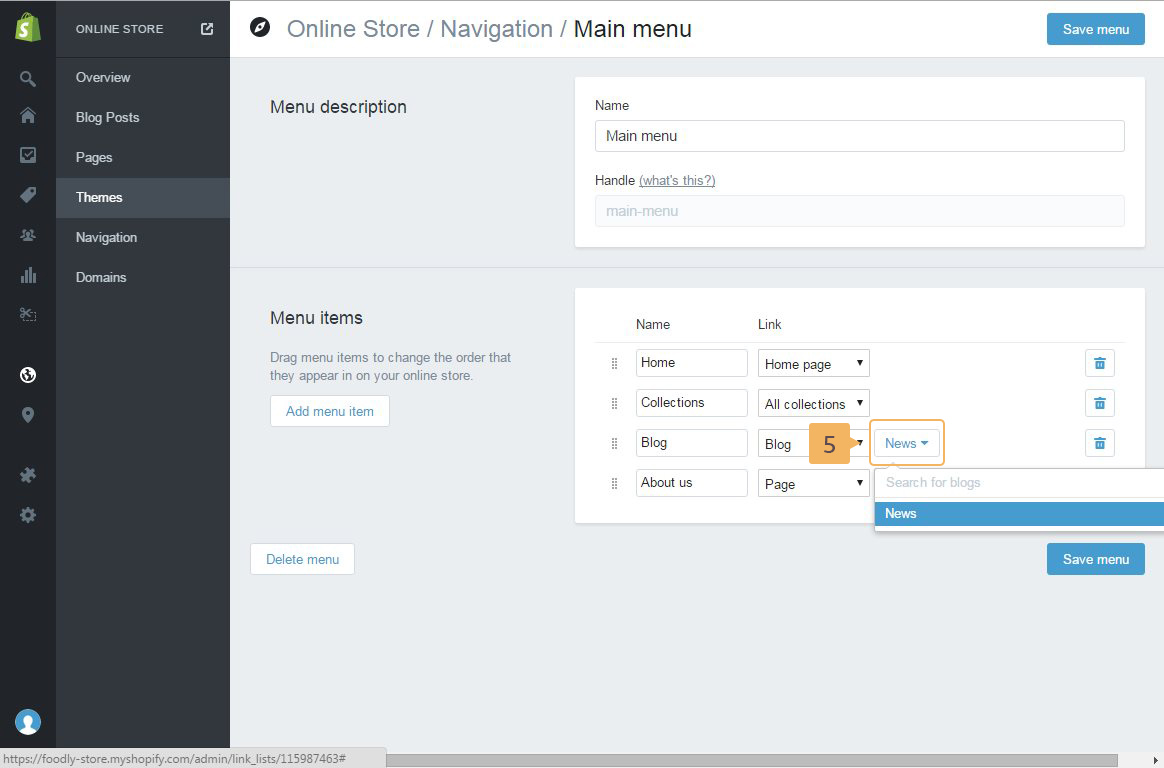 ONLINE STORE
Online Store / Navigation / Main menu
Save menu
Overview
Blog Posts
Pages
Themes
Navigation
Domains
Menu description
Name
Main menu
Handle (what's this?)
main-menu
Menu items
Drag menu items to change the order that
they appear in on your online store.
Add menu item
Name Link
Home Home page
Collections All collections
Blog Blog 5 News
About us Page
Search for blogs
News
Delete menu
Save menu
https://foodly-store.myshopify.com/admin/link_lists/115987463#